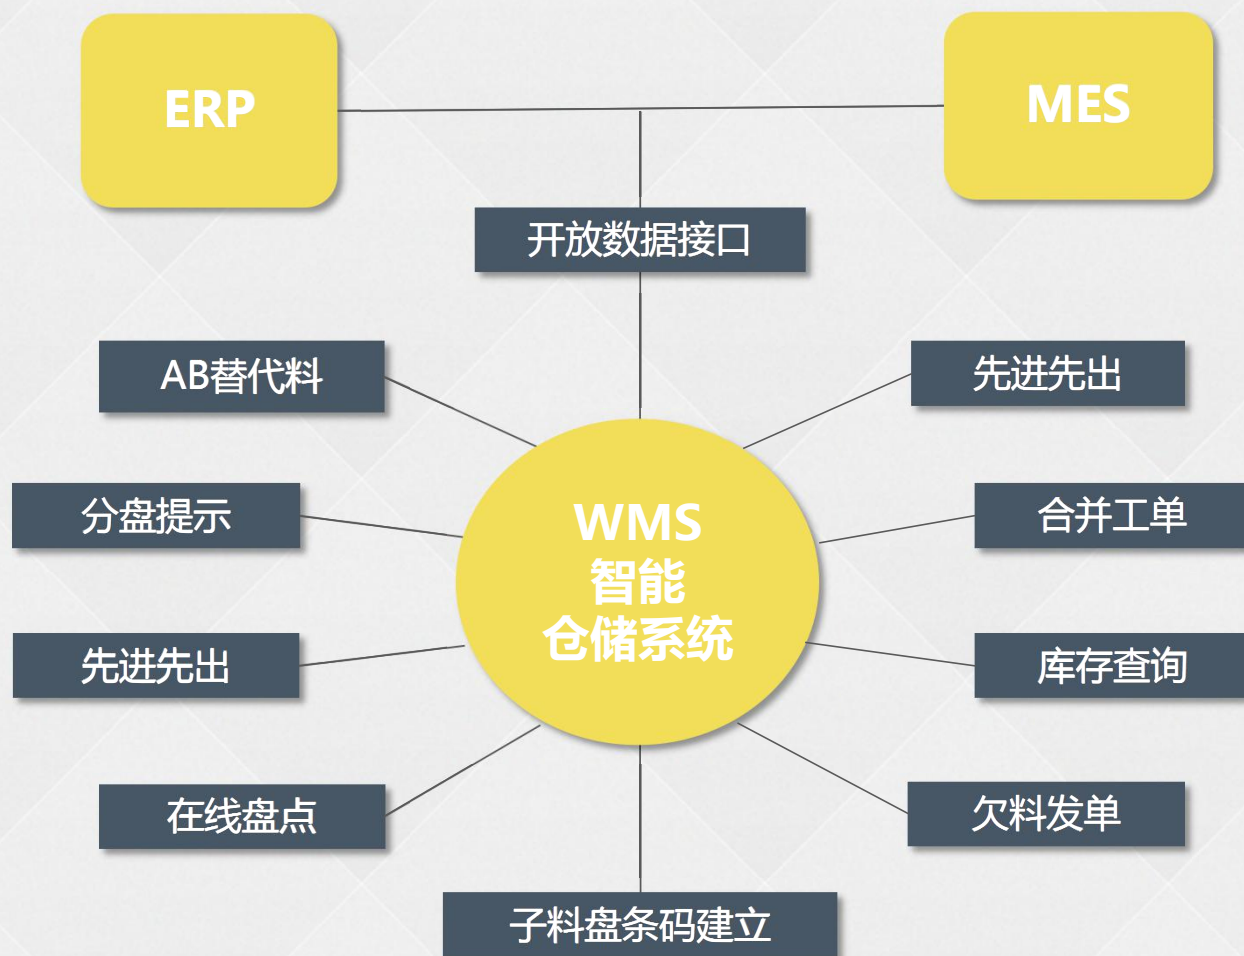 ERP
MES
开放数据接口
AB替代料
先进先出
分盘提示
合并工单
WMS
智能
仓储系统
先进先出
库存查询
在线盘点
欠料发单
子料盘条码建立